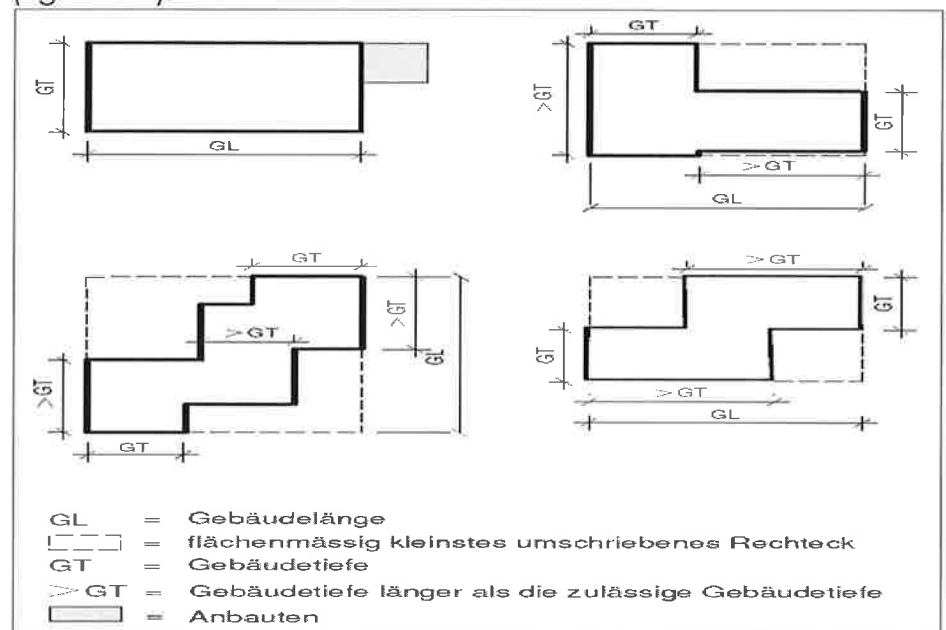 GT
GT
GL
GT
>GT
GT
>GT
GL
GT
>GT
>GT
GL
>GT
GT
>GT
GT
GT
>GT
GL
GL = Gebäudelänge
= flächenmässig kleinstes umschriebenes Rechteck
GT = Gebäudetiefe
>GT = Gebäudetiefe länger als die zulässige Gebäudetiefe
= Anbauten